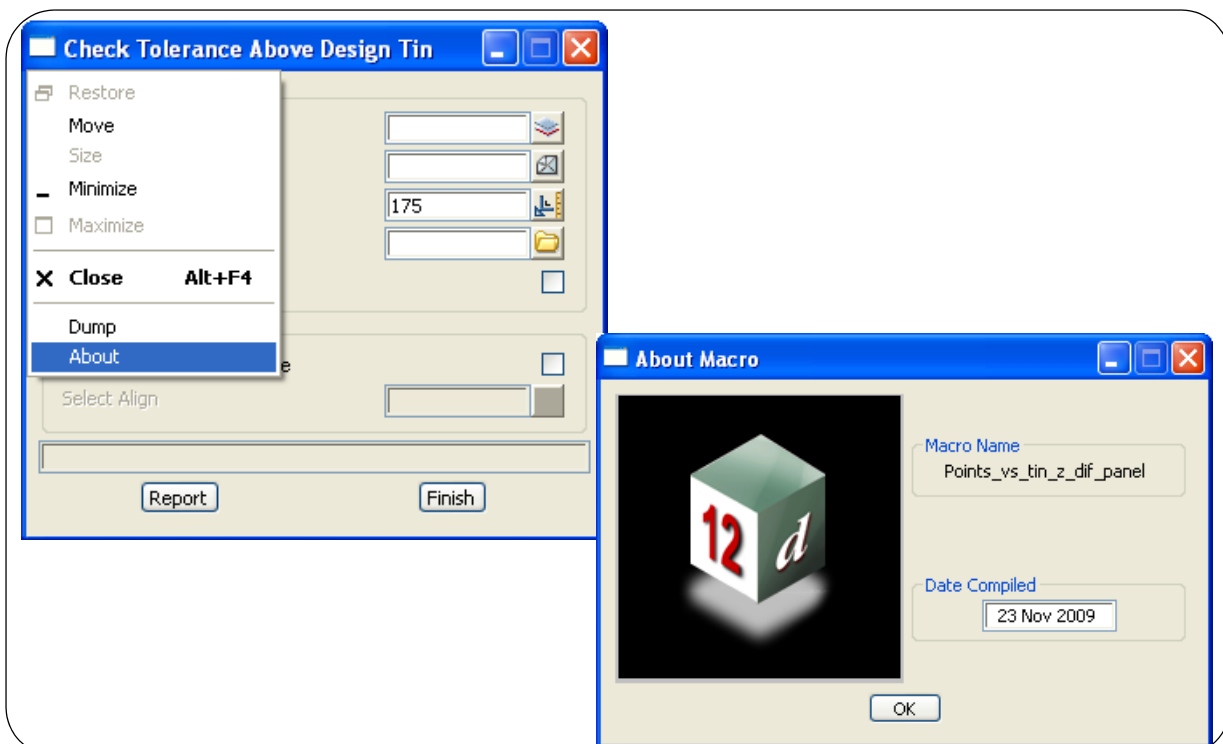 Check Tolerance Above Design Tin
Restore
Move
Size
Minimize
Maximize
Close Alt+F4
Dump
About
175
e
Select Align
Report Finish
About Macro
12 d
Macro Name
Points_vs_tin_z_dif_panel
Date Compiled
23 Nov 2009
OK